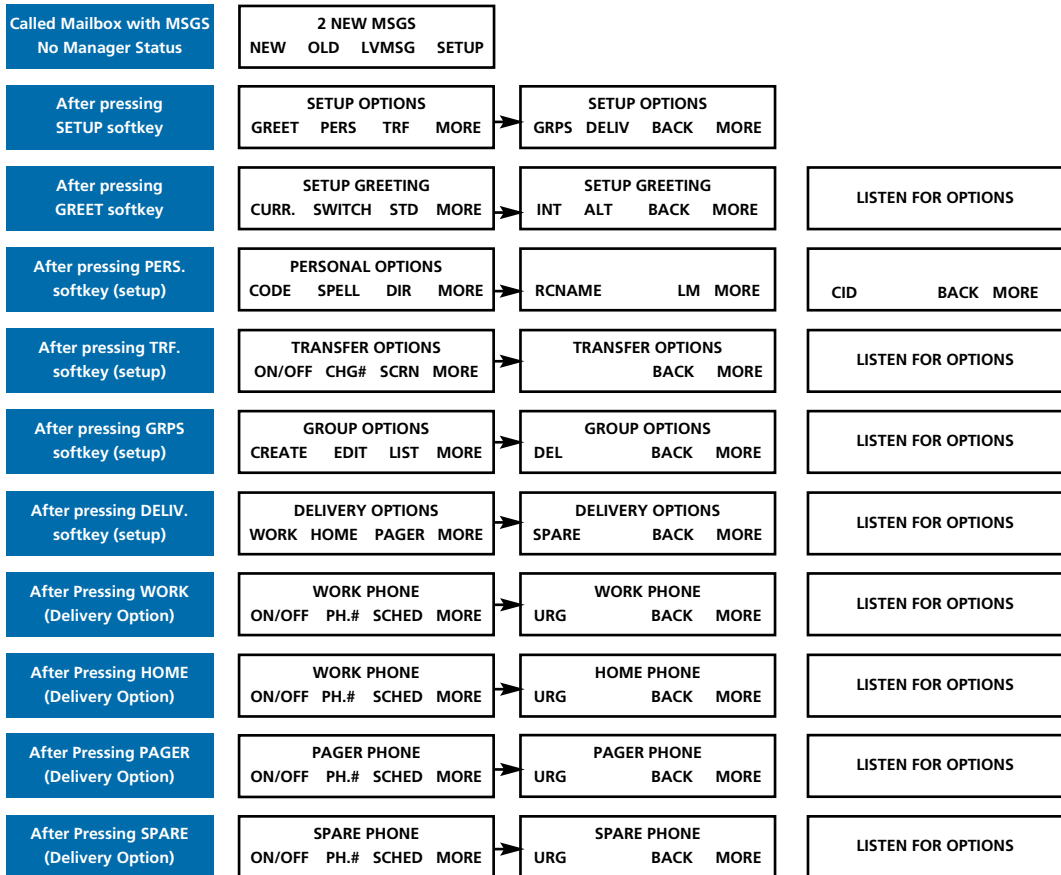 Called Mailbox with MSGS
No Manager Status
2 NEW MSGS
NEW OLD LVMSG SETUP
After pressing
SETUP softkey
SETUP OPTIONS
GREET PERS TRF MORE
SETUP OPTIONS
GRPS DELIV BACK MORE
After pressing
GREET softkey
SETUP GREETING
CURR. SWITCH STD MORE
SETUP GREETING
INT ALT BACK MORE
LISTEN FOR OPTIONS
After pressing PERS.
softkey (setup)
PERSONAL OPTIONS
CODE SPELL DIR MORE
RCNAME LM MORE
CID BACK MORE
After pressing TRF.
softkey (setup)
TRANSFER OPTIONS
ON/OFF CHG# SCRN MORE
TRANSFER OPTIONS
BACK MORE
LISTEN FOR OPTIONS
After pressing GRPS
softkey (setup)
GROUP OPTIONS
CREATE EDIT LIST MORE
GROUP OPTIONS
DEL BACK MORE
LISTEN FOR OPTIONS
After pressing DELIV.
softkey (setup)
DELIVERY OPTIONS
WORK HOME PAGER MORE
DELIVERY OPTIONS
SPARE BACK MORE
LISTEN FOR OPTIONS
After Pressing WORK
(Delivery Option)
WORK PHONE
ON/OFF PH.# SCHED MORE
WORK PHONE
URG BACK MORE
LISTEN FOR OPTIONS
After Pressing HOME
(Delivery Option)
WORK PHONE
ON/OFF PH.# SCHED MORE
HOME PHONE
URG BACK MORE
LISTEN FOR OPTIONS
After Pressing PAGER
(Delivery Option)
PAGER PHONE
ON/OFF PH.# SCHED MORE
PAGER PHONE
URG BACK MORE
LISTEN FOR OPTIONS
After Pressing SPARE
(Delivery Option)
SPARE PHONE
ON/OFF PH.# SCHED MORE
SPARE PHONE
URG BACK MORE
LISTEN FOR OPTIONS